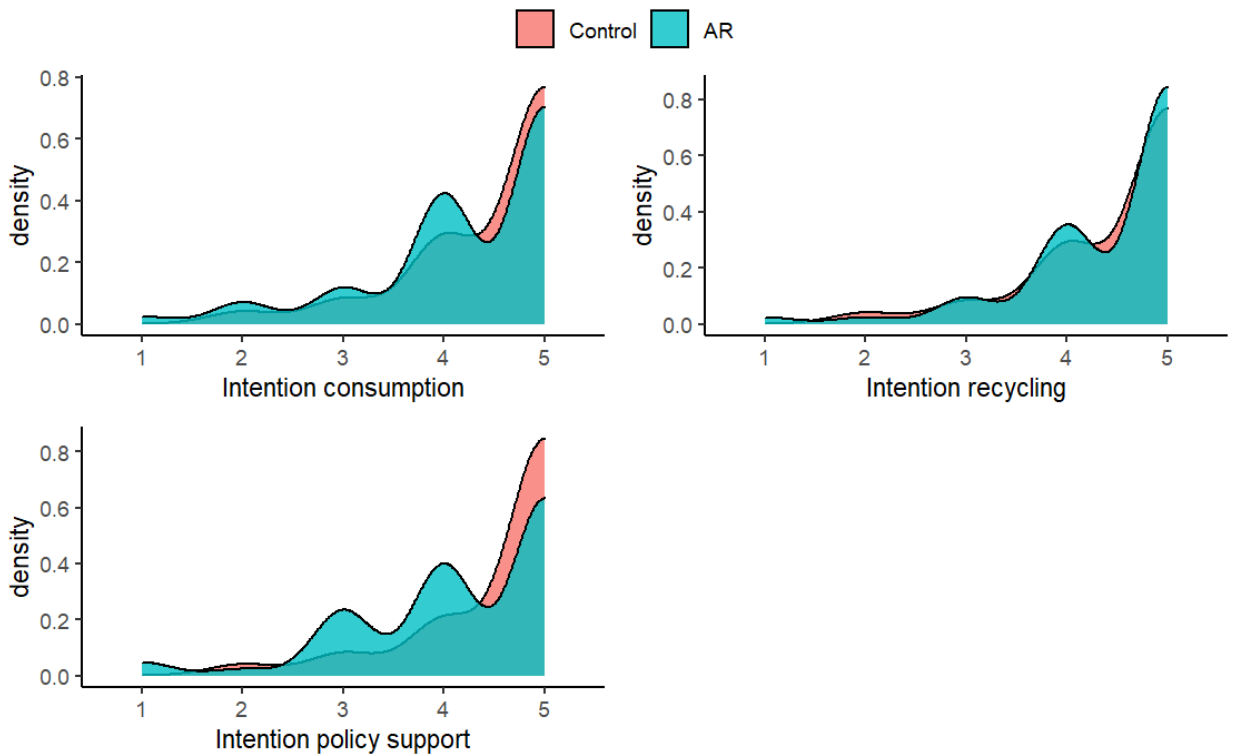 Control AR
density
0.8
0.6
0.4
0.2
0.0
1 2 3 4 5
Intention consumption
density
0.8
0.6
0.4
0.2
0.0
1 2 3 4 5
Intention recycling
density
0.8
0.6
0.4
0.2
0.0
1 2 3 4 5
Intention policy support